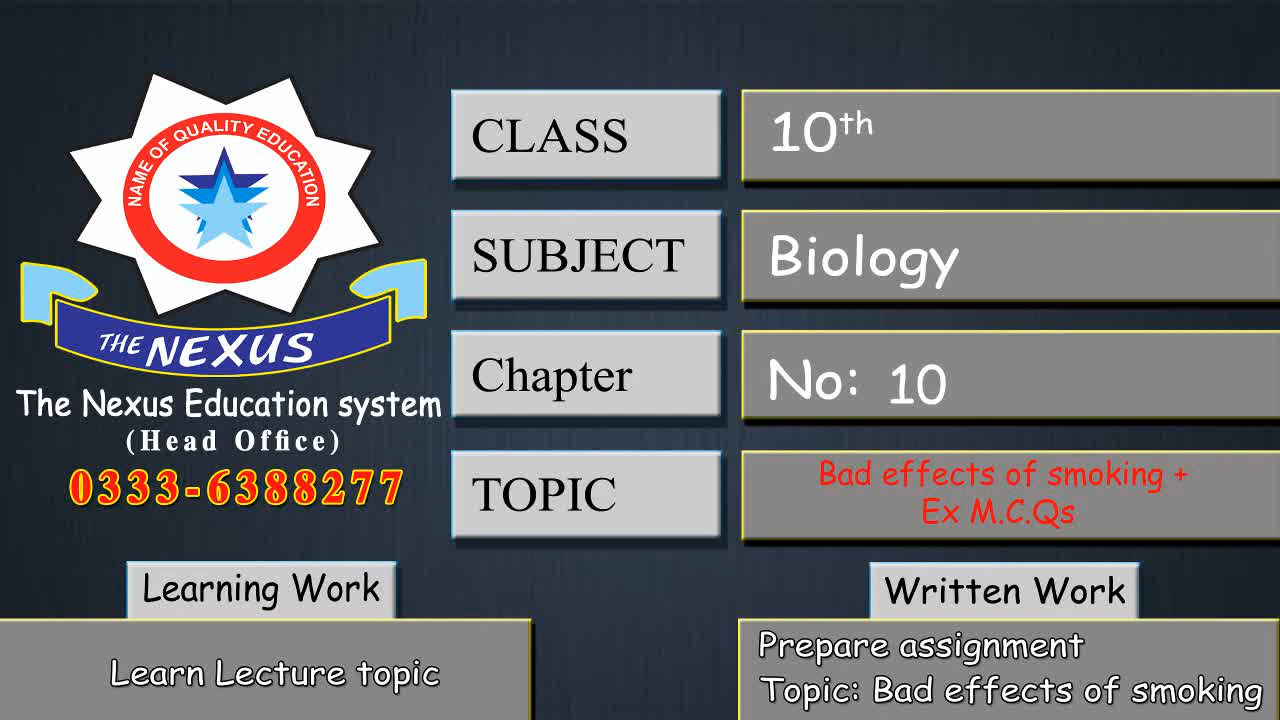 NAME OF QUALITY EDUCATION
THE NEXUS
The Nexus Education system
(Head Office)
0333-6388277
CLASS
10th
SUBJECT
Biology
Chapter
No: 10
TOPIC
Bad effects of smoking +
Ex M.C.Qs
Learning Work
Learn Lecture topic
Written Work
Prepare assignment
Topic: Bad effects of smoking